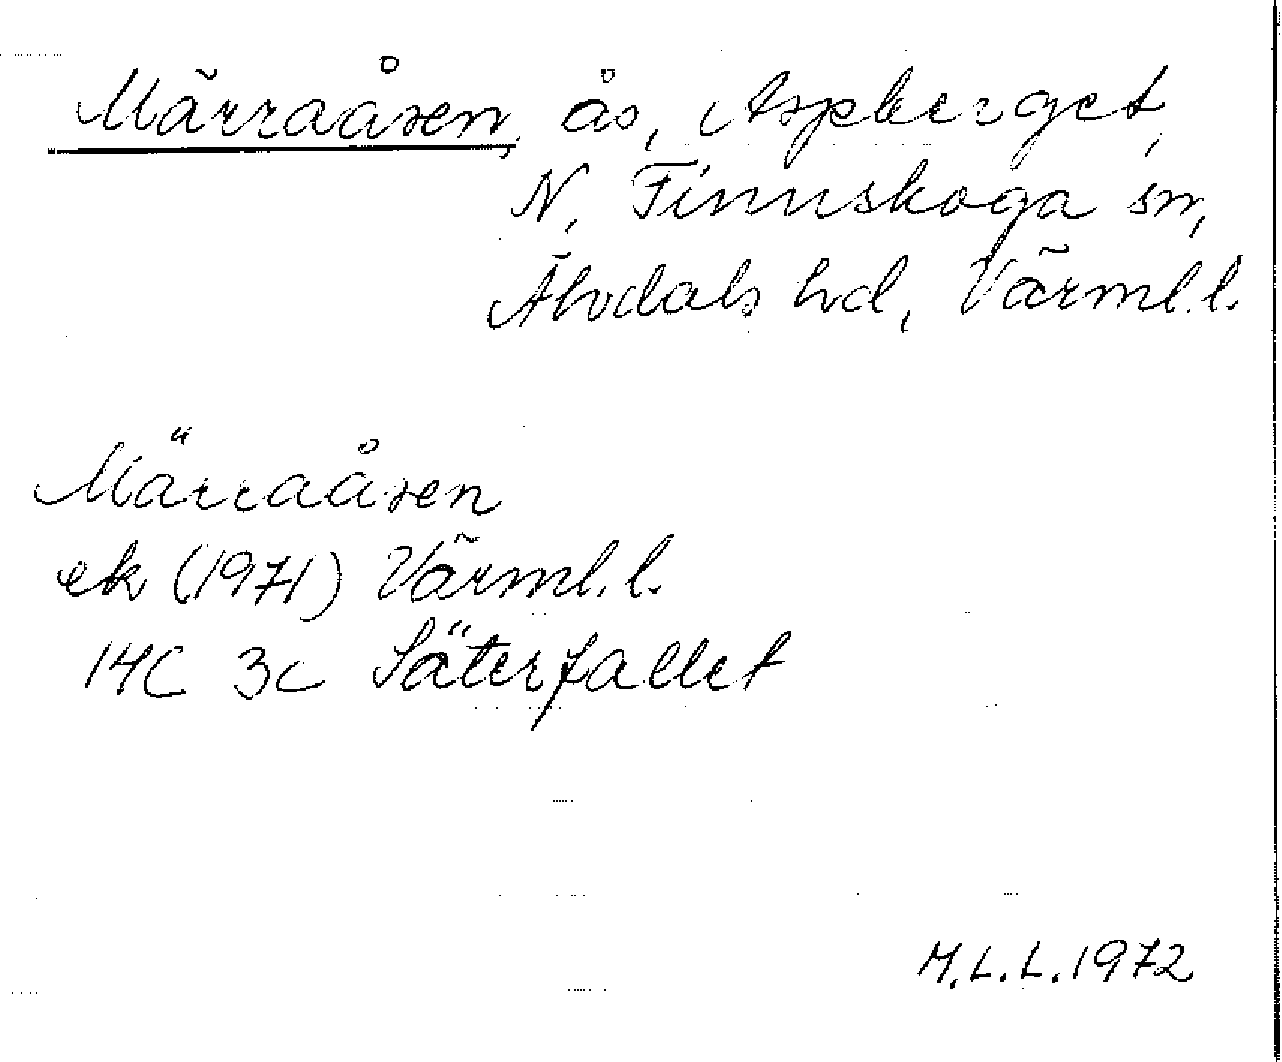 Märraåsen, ås, Aspberget,
N. Finnskoga sn,
Älvdals hd, Värml.l.
Märraåsen
ek (1971) Värml.l.
14C 3c Säterfallet
M.L.L.1972